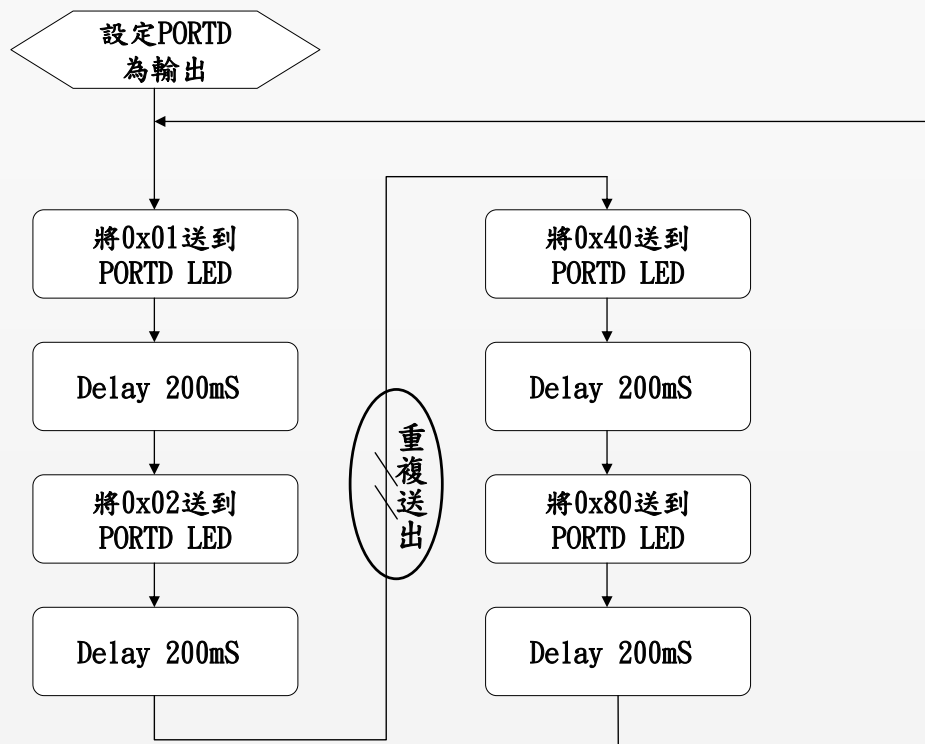 設定PORTD
為輸出
將0x01送到
PORTD LED
Delay 200mS
將0x02送到
PORTD LED
Delay 200mS
重複送出
將0x40送到
PORTD LED
Delay 200mS
將0x80送到
PORTD LED
Delay 200mS